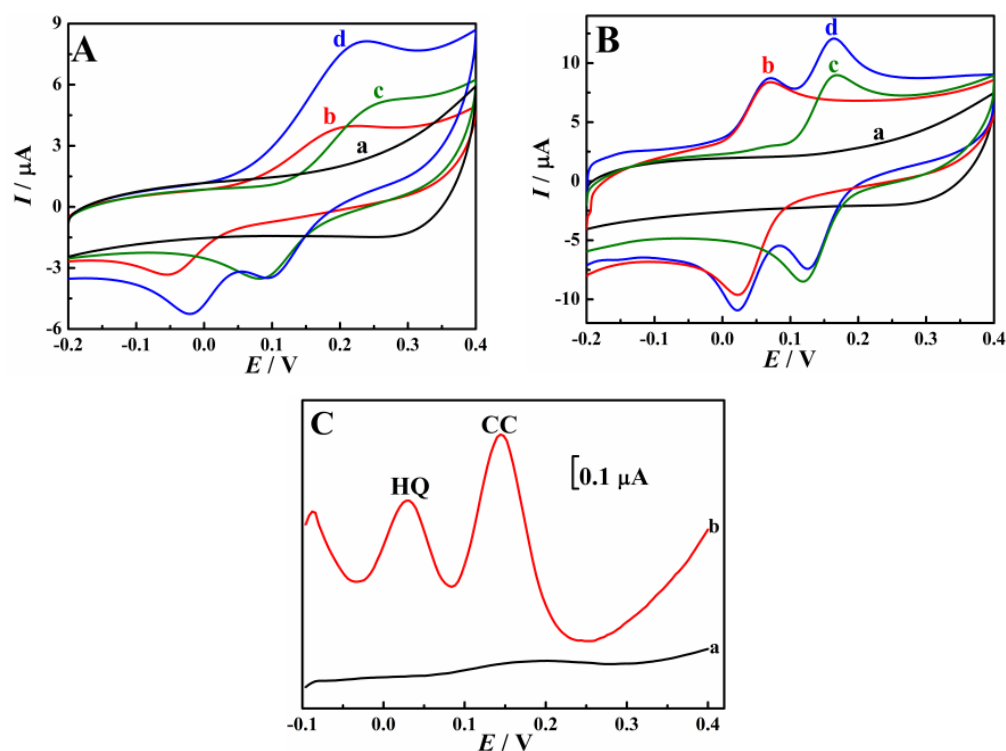 A
9
6
3
0
-3
-6
I / µA
a
b
c
d
-0.2 -0.1 0.0 0.1 0.2 0.3 0.4
E / V
B
10
5
0
-5
-10
I / µA
a
b
c
d
-0.2 -0.1 0.0 0.1 0.2 0.3 0.4
E / V
C
HQ
CC
0.1 µA
b
a
-0.1 0.0 0.1 0.2 0.3 0.4
E / V